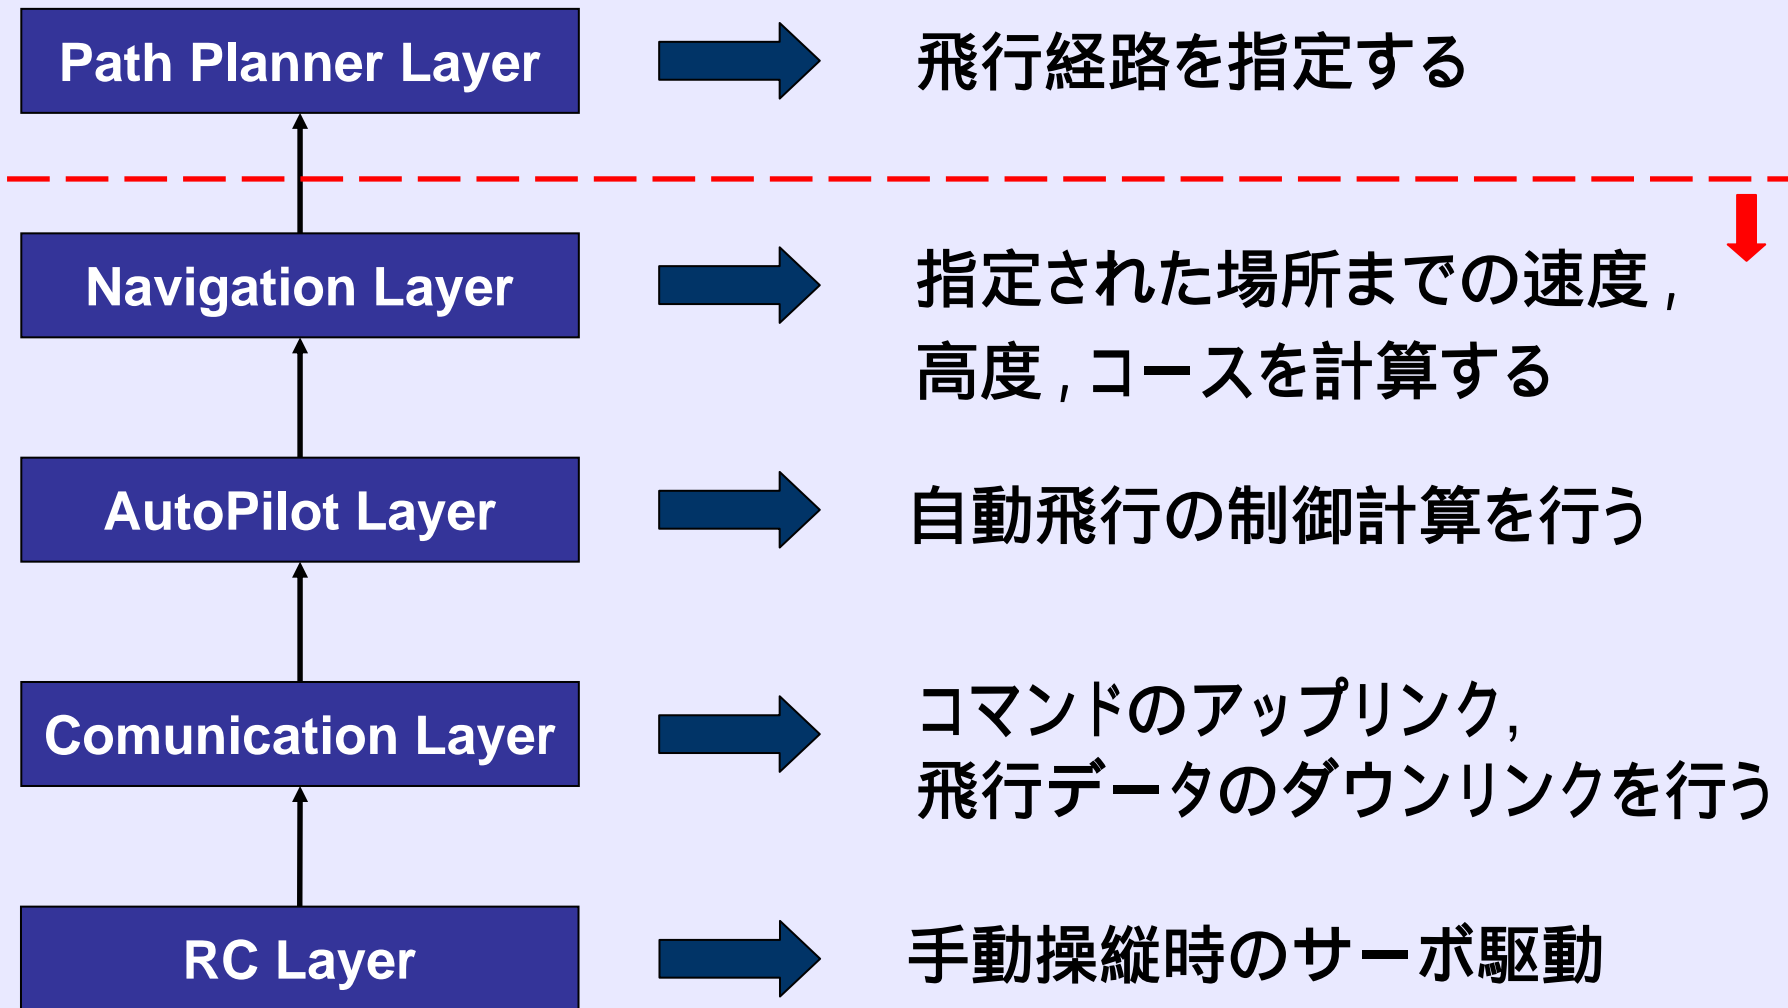 Path Planner Layer
飛行経路を指定する
Navigation Layer
指定された場所までの速度,
高度,コースを計算する
AutoPilot Layer
自動飛行の制御計算を行う
Comunication Layer
コマンドのアップリンク,
飛行データのダウンリンクを行う
RC Layer
手動操縦時のサーボ駆動